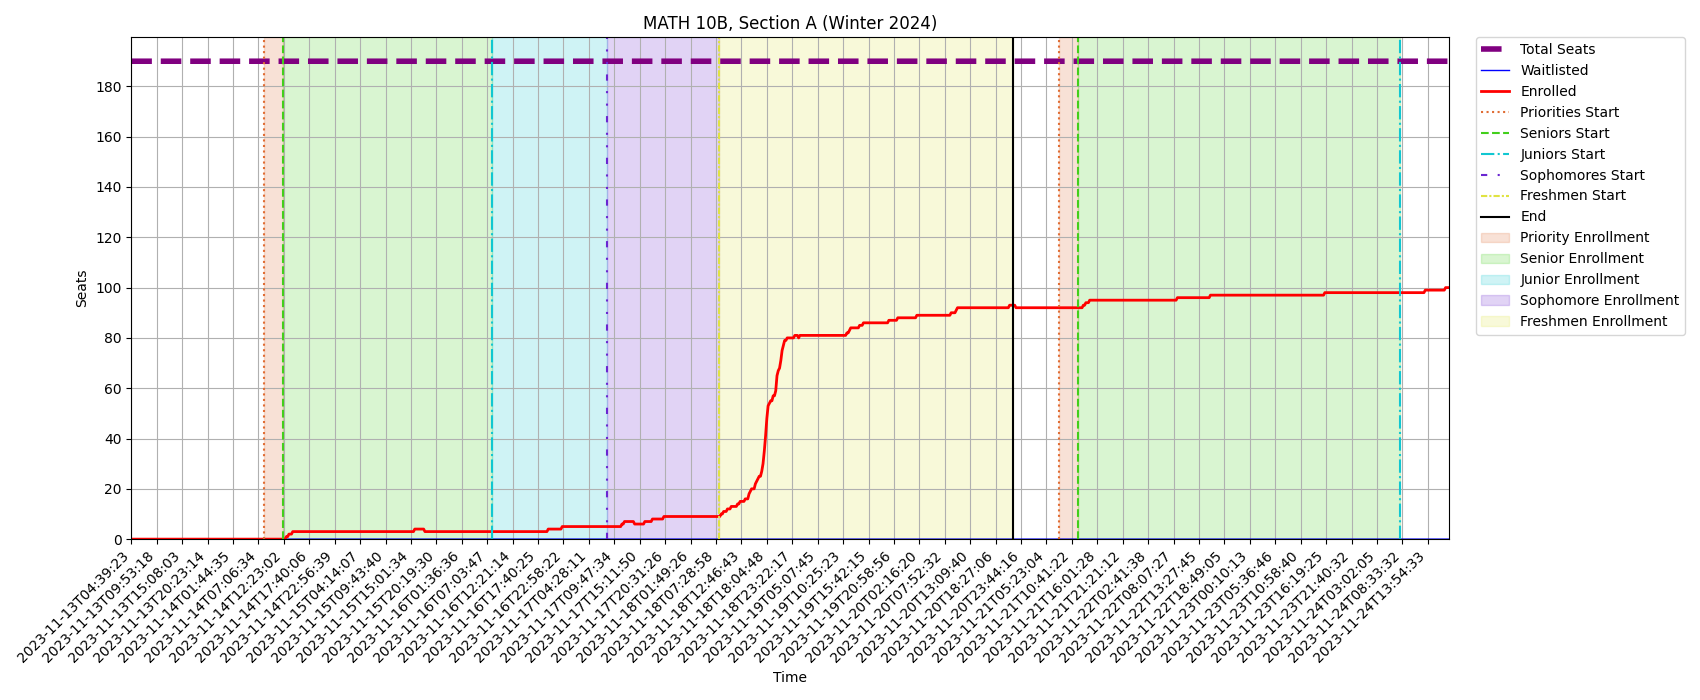 MATH 10B, Section A (Winter 2024)
Seats
180
160
140
120
100
80
60
40
20
0
2023-11-13T04:39:23
2023-11-13T09:53:18
2023-11-13T15:08:03
2023-11-13T20:23:14
2023-11-14T01:44:35
2023-11-14T07:06:34
2023-11-14T12:23:02
2023-11-14T17:40:06
2023-11-14T22:56:39
2023-11-15T04:14:07
2023-11-15T09:43:40
2023-11-15T15:01:34
2023-11-15T20:19:30
2023-11-16T01:36:36
2023-11-16T07:03:47
2023-11-16T12:21:14
2023-11-16T17:40:25
2023-11-16T22:58:22
2023-11-17T04:28:11
2023-11-17T09:47:34
2023-11-17T15:11:50
2023-11-17T20:31:26
2023-11-18T01:49:26
2023-11-18T07:28:58
2023-11-18T12:46:43
2023-11-18T18:04:48
2023-11-18T23:22:17
2023-11-19T05:07:45
2023-11-19T10:25:23
2023-11-19T15:42:15
2023-11-19T20:58:56
2023-11-20T02:16:20
2023-11-20T07:52:32
2023-11-20T13:09:40
2023-11-20T18:27:06
2023-11-20T23:44:16
2023-11-21T05:23:04
2023-11-21T10:41:22
2023-11-21T16:01:28
2023-11-21T21:21:12
2023-11-22T02:41:38
2023-11-22T08:07:27
2023-11-22T13:27:45
2023-11-22T18:49:05
2023-11-23T00:10:13
2023-11-23T05:36:46
2023-11-23T10:58:40
2023-11-23T16:19:25
2023-11-23T21:40:32
2023-11-24T03:02:05
2023-11-24T08:33:32
2023-11-24T13:54:33
Time
Total Seats
Waitlisted
Enrolled
Priorities Start
Seniors Start
Juniors Start
Sophomores Start
Freshmen Start
End
Priority Enrollment
Senior Enrollment
Junior Enrollment
Sophomore Enrollment
Freshmen Enrollment